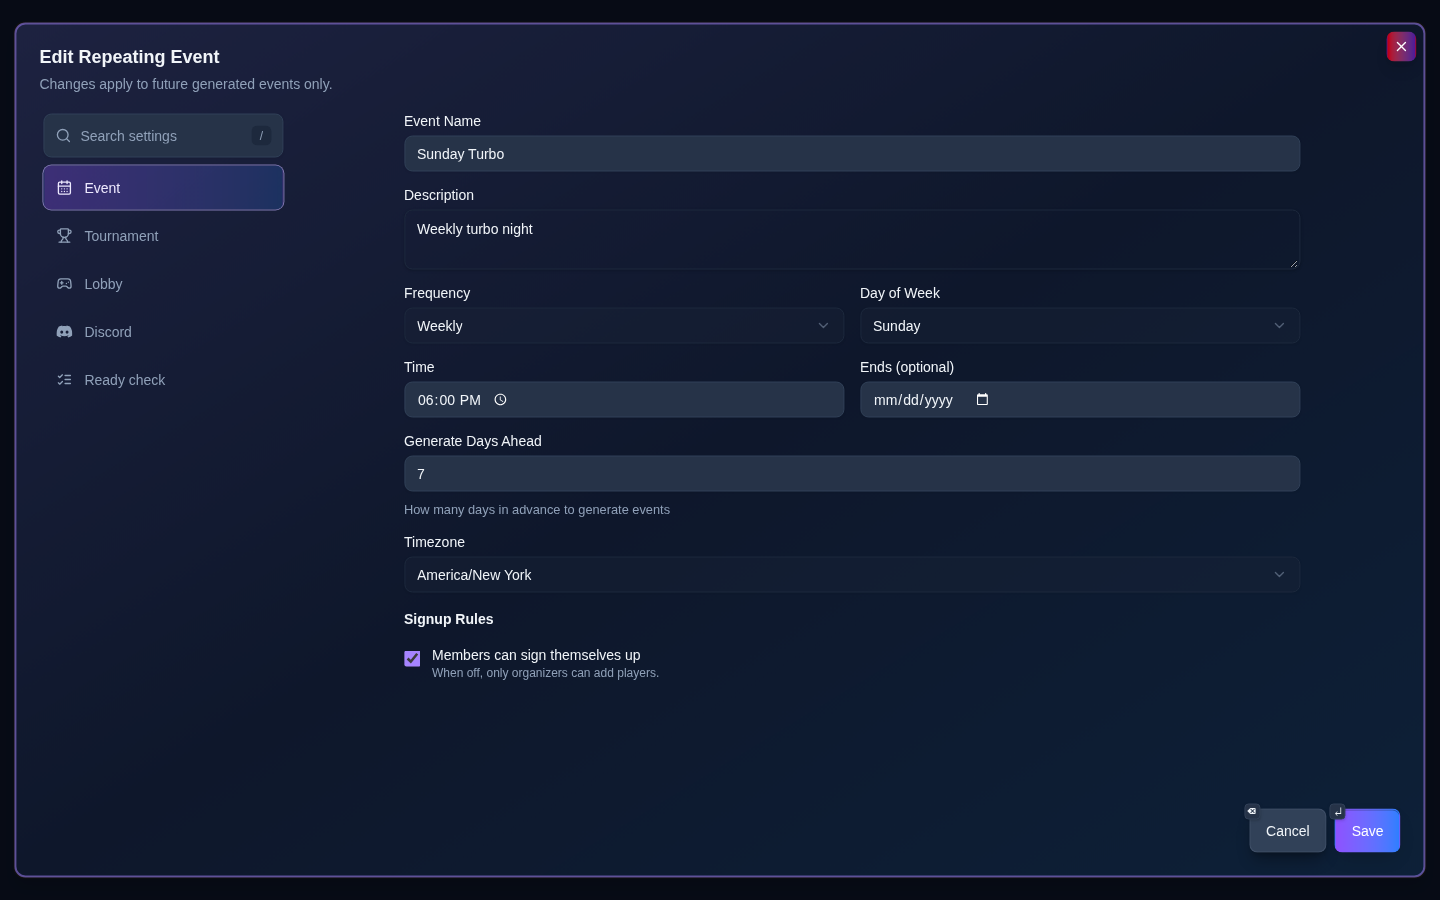 Edit Repeating Event
Changes apply to future generated events only.
Search settings /
Event
Tournament
Lobby
Discord
Ready check
Event Name
Sunday Turbo
Description
Weekly turbo night
Frequency
Weekly
Day of Week
Sunday
Time
06:00 PM
Ends (optional)
mm/dd/yyyy
Generate Days Ahead
7
How many days in advance to generate events
Timezone
America/New York
Signup Rules
Members can sign themselves up
When off, only organizers can add players.
Cancel
Save